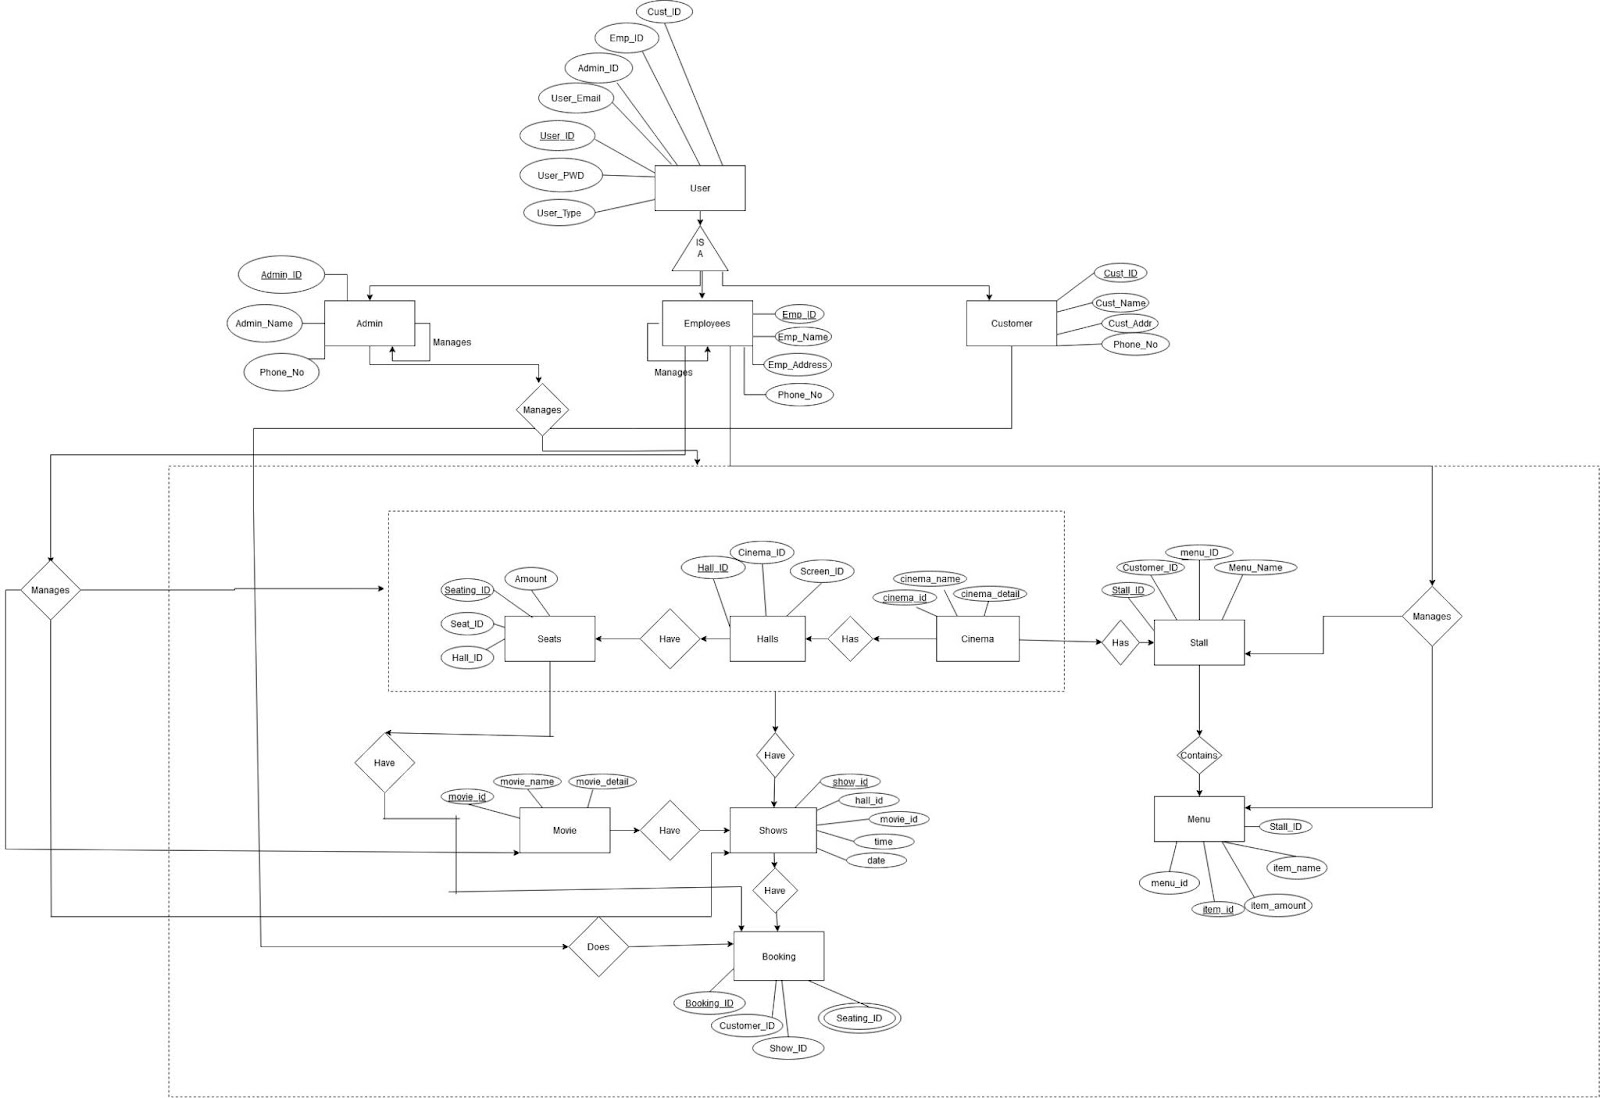 Cust_ID
Emp_ID
Admin_ID
User_Email
User_ID
User_PWD
User_Type
User
IS
A
Admin_ID
Admin_Name
Phone_No
Admin
Manages
Employees
Manages
Emp_ID
Emp_Name
Emp_Address
Phone_No
Customer
Cust_ID
Cust_Name
Cust_Addr
Phone_No
Manages
Manages
Seating_ID
Amount
Seat_ID
Hall_ID
Seats
Have
Hall_ID
Cinema_ID
Screen_ID
Halls
Has
cinema_name
cinema_id
cinema_detail
Cinema
Has
menu_ID
Customer_ID
Menu_Name
Stall_ID
Stall
Manages
Have
Have
Contains
movie_name
movie_detail
movie_id
Movie
Have
show_id
hall_id
movie_id
time
date
Shows
Menu
Stall_ID
item_name
menu_id
item_id
item_amount
Have
Does
Booking
Booking_ID
Customer_ID
Show_ID
Seating_ID